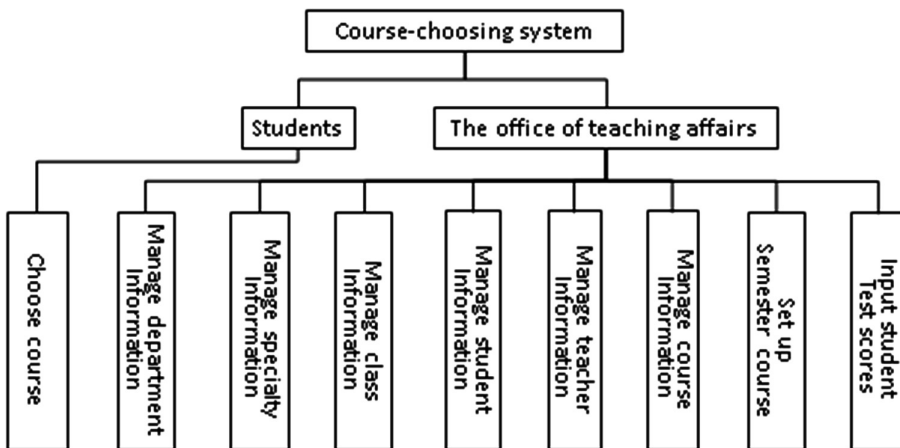 Course-choosing system
Students
The office of teaching affairs
Choose course
Manage department
Information
Manage specialty
Information
Manage class
Information
Manage student
Information
Manage teacher
Information
Manage course
Information
Set up
Semester course
Input student
Test scores